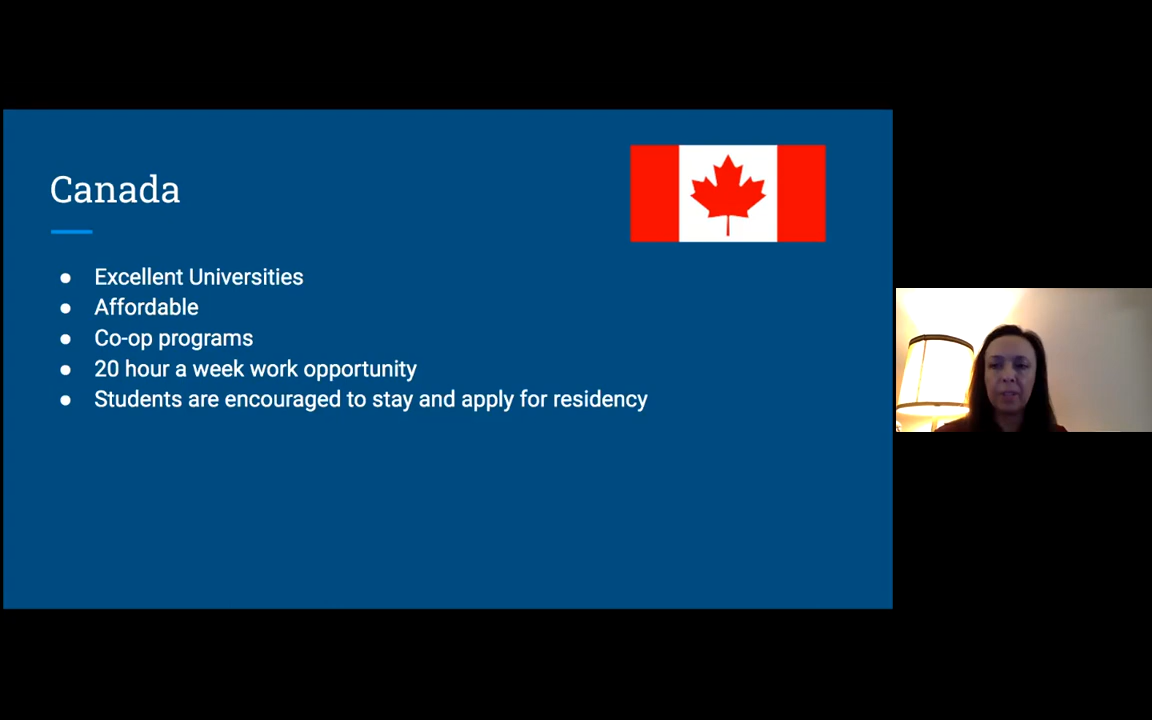 Canada
● Excellent Universities
● Affordable
● Co-op programs
● 20 hour a week work opportunity
● Students are encouraged to stay and apply for residency